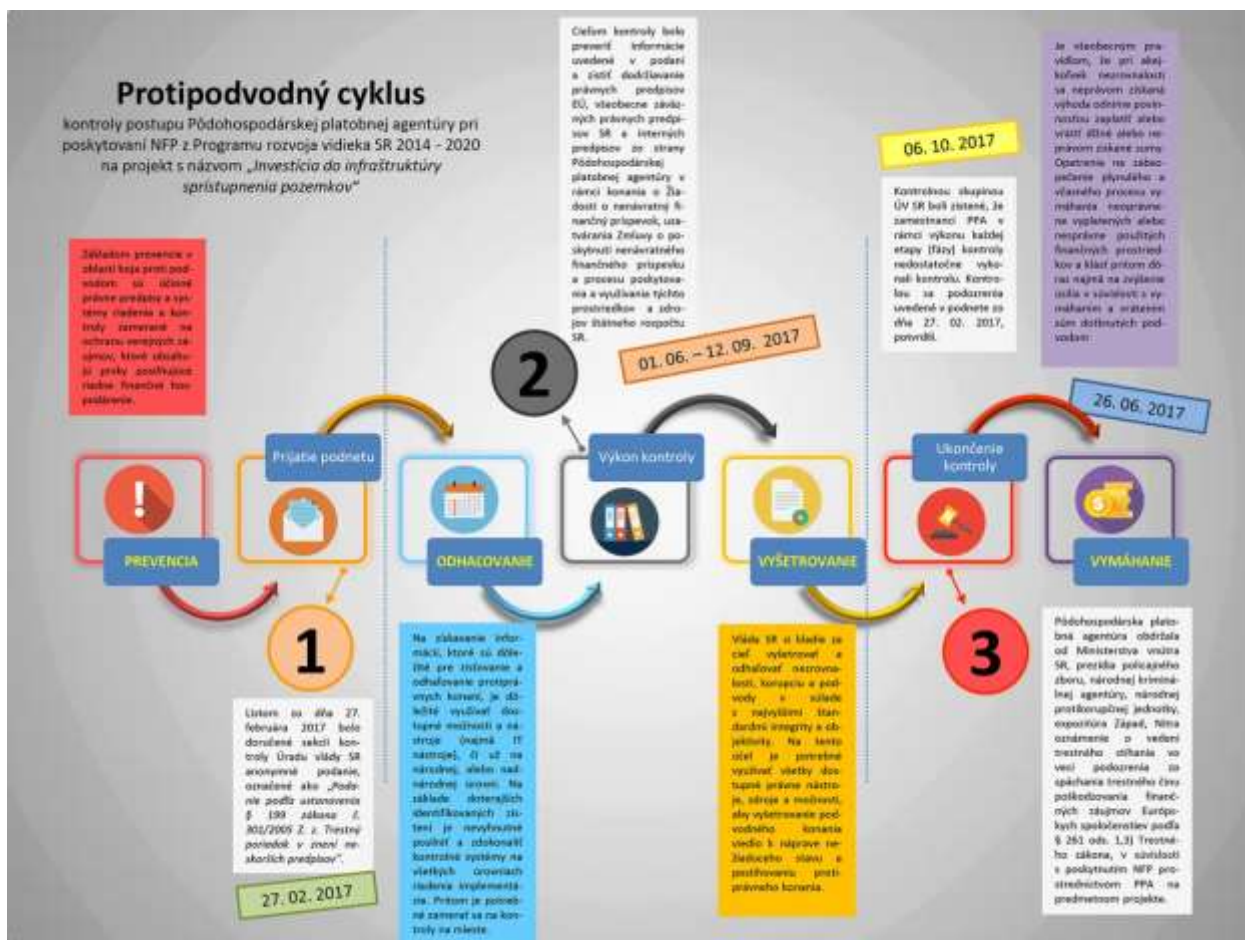 Protipodvodný cyklus
kontroly postupu Pôdohospodárskej platobnej agentúry pri
poskytovaní NFP z Programu rozvoja vidieka SR 2014 - 2020
na projekt s názvom „Investícia do infraštruktúry
sprístupnenia pozemkov“
Základom prevencie v
oblasti boja proti pod-
vodom sú účinné
právne predpisy a sys-
témy riadenia a kon-
troly zamerané na
ochranu verejných zá-
ujmov, ktoré obsahu-
jú prvky posilňujúce
riadne finančné hos-
podárenie.
PREVENCIA
Prijatie podnetu
1
Listom zo dňa 27.
februára 2017 bolo
doručené sekcii kon-
troly Úradu vlády SR
anonymné podanie,
označené ako „Poda-
nie podľa ustanovenia
§ 199 zákona č.
301/2005 Z. z. Trestný
poriadok v znení ne-
skorších predpisov“.
27. 02. 2017
ODHAĽOVANIE
Na získavanie infor-
mácií, ktoré sú dôle-
žité pre zisťovanie a
odhaľovanie protipráv-
nych konaní, je dô-
ležité využívať dos-
tupné možnosti a ná-
stroje (najmä IT
nástroje), či už na
národnej, alebo nad-
národnej úrovni. Na
základe doterajších
identifikovaných zis-
tení je nevyhnutné
posilniť a zdokonaliť
kontrolné systémy na
všetkých úrovniach
riadenia implementá-
cie. Pritom je potreb-
né zamerať sa na kon-
troly na mieste.
Cieľom kontroly bolo
preveriť informácie
uvedené v podaní
a zistiť dodržiavanie
právnych predpisov
EÚ, všeobecne záväz-
ných právnych predpi-
sov SR a interných
predpisov zo strany
Pôdohospodárskej
platobnej agentúry v
rámci konania o Žia-
dosti o nenávratný fi-
nančný príspevok, uza-
tvárania Zmluvy o po-
skytnutí nenávratného
finančného príspevku
a procesu poskytova-
nia a využívania týchto
prostriedkov a zdro-
jov štátneho rozpočtu
SR.
2
01. 06. – 12. 09. 2017
Výkon kontroly
VYŠETROVANIE
Vláda SR si kladie za
cieľ vyšetrovať a
odhaľovať nezrovna-
losti, korupciu a pod-
vody v súlade
s najvyššími štan-
dardmi integrity a ob-
jektivity. Na tento
účel je potrebné
využívať všetky dos-
tupné právne nástro-
je, zdroje a možnosti,
aby vyšetrovanie pod-
vodného konania
viedlo k náprave ne-
žiaduceho stavu a
postihovaniu proti-
právneho konania.
06. 10. 2017
Kontrolnou skupinou
ÚV SR boli zistené, že
zamestnanci PPA v
rámci výkonu každej
etapy (fázy) kontroly
nedostatočne vyko-
nali kontrolu. Kontro-
lou sa podozrenia
uvedené v podnete zo
dňa 27. 02. 2017,
potvrdili.
Ukončenie
kontroly
3
Je všeobecným pra-
vidlom, že pri akej-
koľvek nezrovnalosti
sa neprávom získaná
výhoda odníme povin-
nosťou zaplatiť alebo
vrátiť dlžné alebo ne-
právom získané sumy.
Opatrenie na zabez-
pečenie plynulého a
včasného procesu vy-
máhania neoprávne-
ne vyplatených alebo
nesprávne použitých
finančných prostried-
kov a klásť pritom dô-
raz najmä na zvýšenie
úsilia v súvislosti s vy-
máhaním a vrátením
súm dotknutých pod-
vodom
26. 06. 2017
VYMÁHANIE
Pôdohospodárska plato-
bná agentúra obdržala
od Ministerstva vnútra
SR, prezídia policajného
zboru, národnej kriminá-
lnej agentúry, národnej
protikorupčnej jednotky,
expozitúra Západ, Nitra
oznámenie o vedení
trestného stíhania vo
veci podozrenia zo
spáchania trestného činu
poškodzovania finanč-
ných záujmov Európs-
kych spoločenstiev podľa
§ 261 ods. 1,3) Trestné-
ho zákona, v súvislosti
s poskytnutím NFP pro-
stredníctvom PPA na
predmetnom projekte.